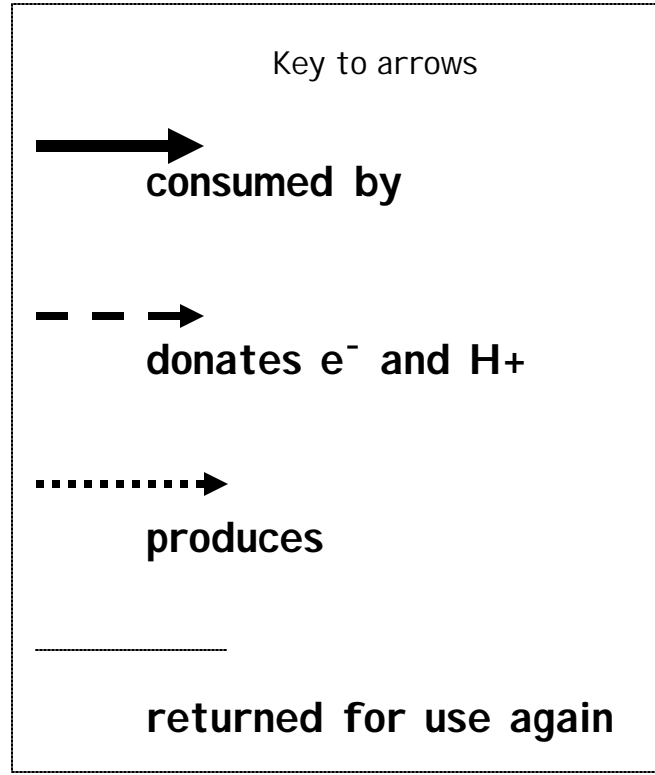 Key to arrows
consumed by
donates e⁻ and H+
produces
returned for use again